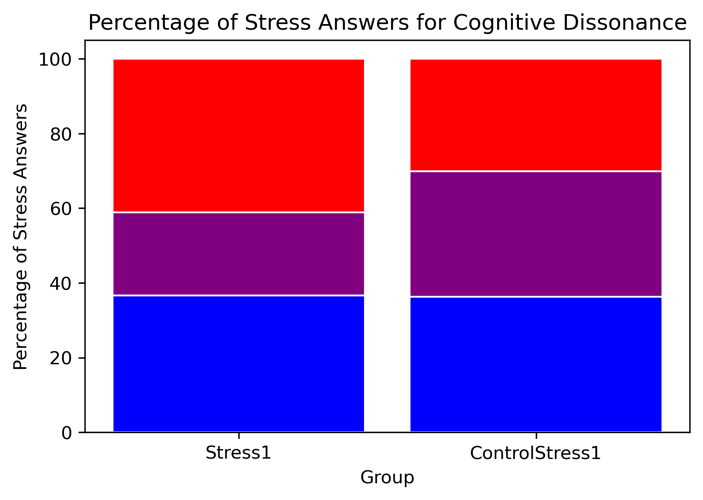 Percentage of Stress Answers for Cognitive Dissonance
Percentage of Stress Answers
100
80
60
40
20
0
Stress1
ControlStress1
Group